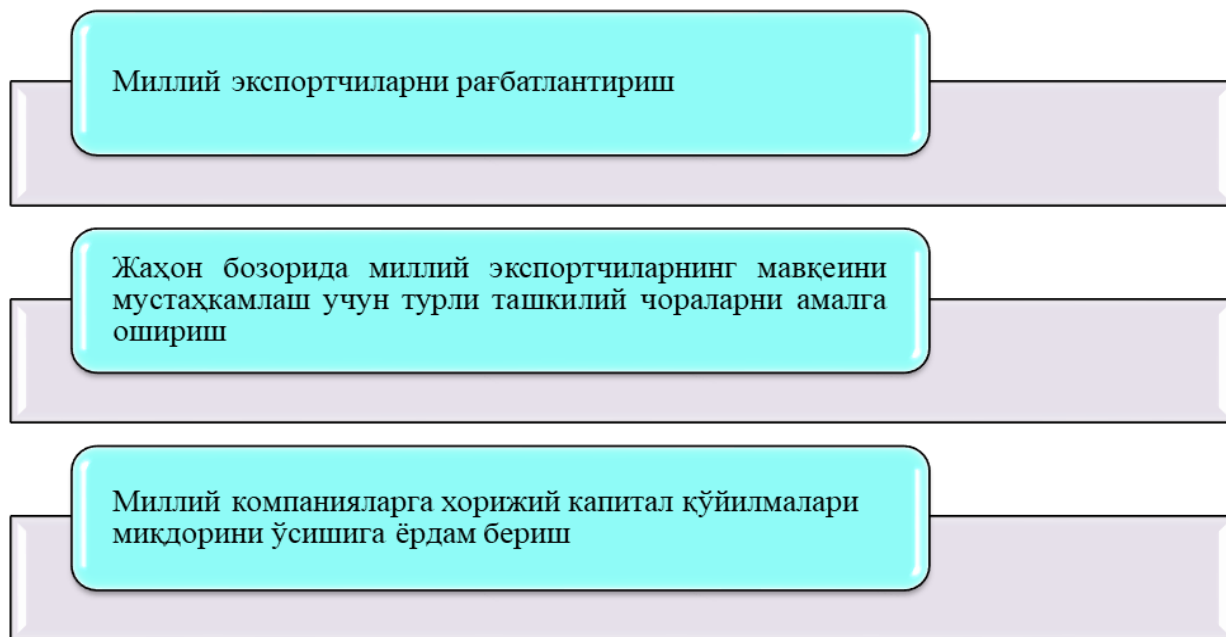 Миллий экспортчиларни рағбатлантириш
Жаҳон бозорида миллий экспортчиларнинг мавқеини
мустаҳкамлаш учун турли ташкилий чораларни амалга
ошириш
Миллий компанияларга хорижий капитал қўйилмалари
миқдорини ўсишига ёрдам бериш